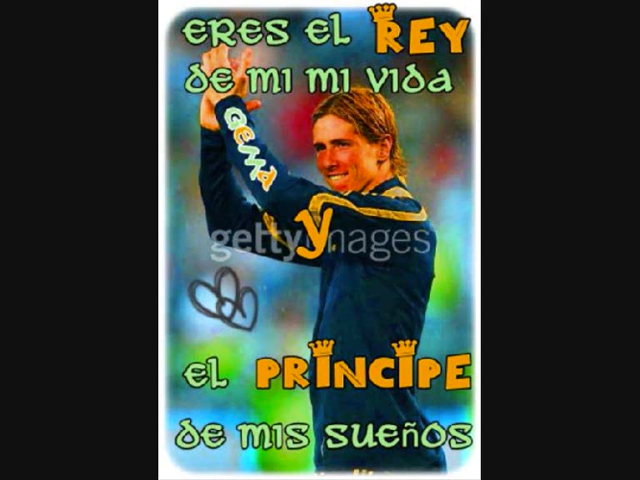 ERES EL REY
DE MI MI VIDA
GEMA
y
gettyimages
EL PRINCIPE
DE MIS SUEÑOS